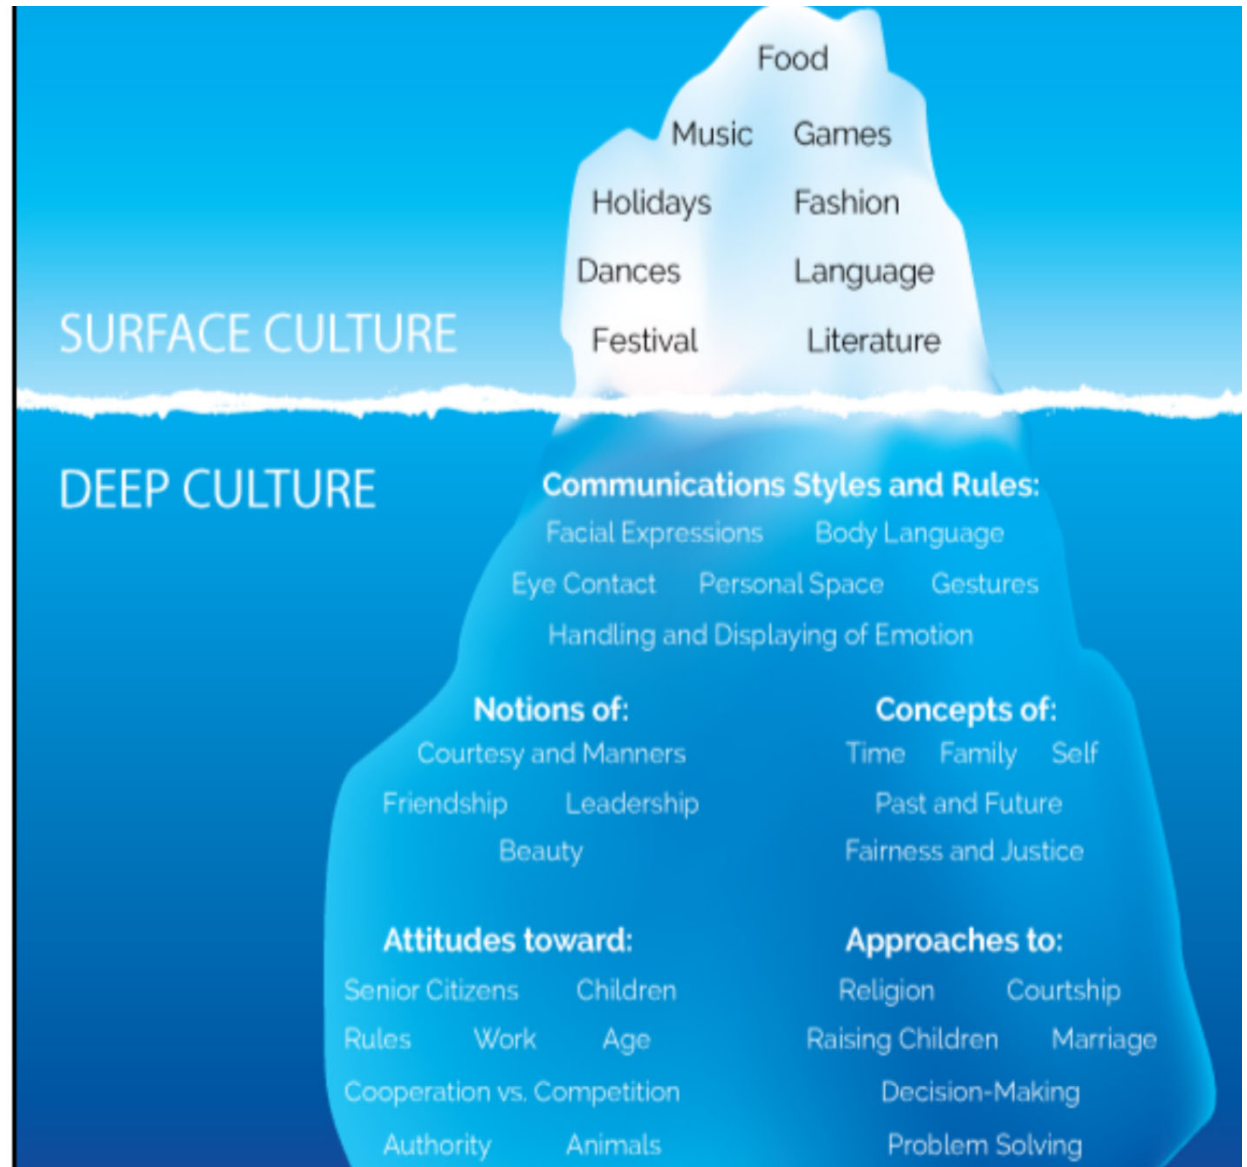 Food
Music Games
Holidays Fashion
Dances Language
SURFACE CULTURE
Festival Literature
DEEP CULTURE
Communications Styles and Rules:
Facial Expressions Body Language
Eye Contact Personal Space Gestures
Handling and Displaying of Emotion
Notions of:
Courtesy and Manners
Friendship Leadership
Beauty
Concepts of:
Time Family Self
Past and Future
Fairness and Justice
Attitudes toward:
Senior Citizens Children
Rules Work Age
Cooperation vs. Competition
Authority Animals
Approaches to:
Religion Courtship
Raising Children Marriage
Decision-Making
Problem Solving